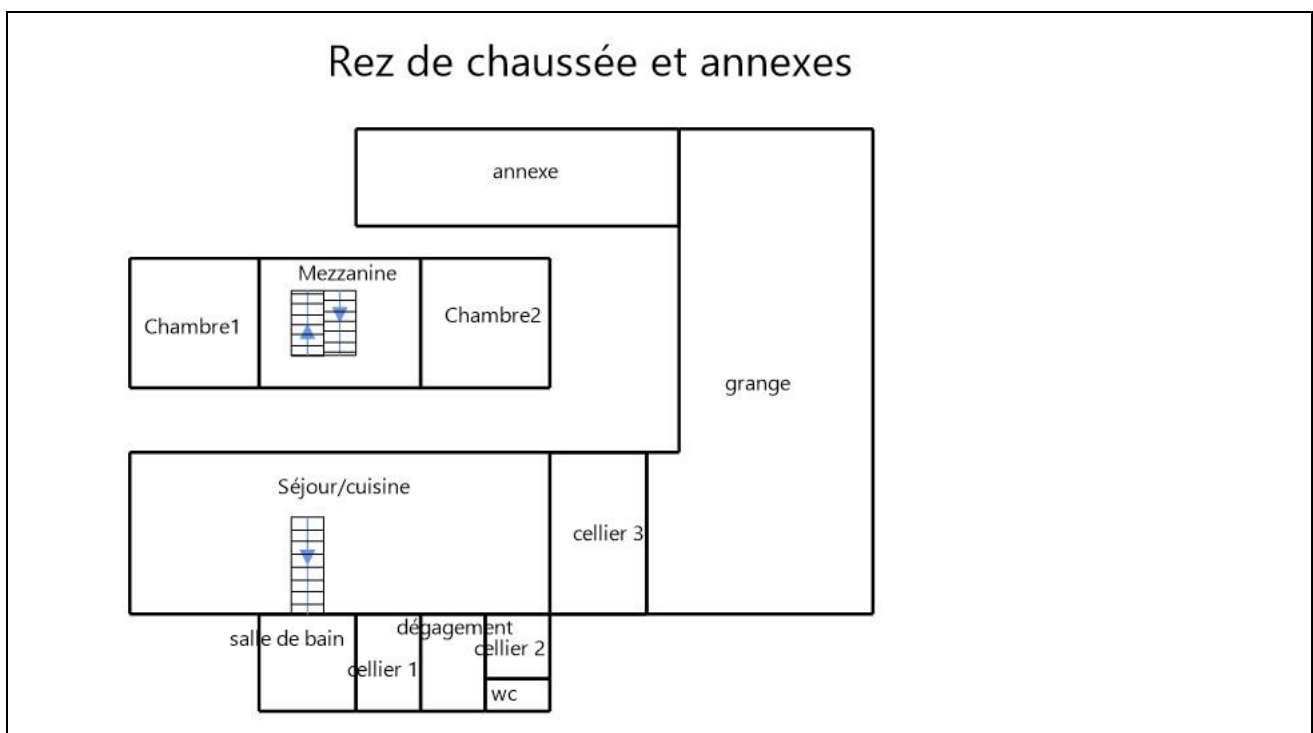 Rez de chaussée et annexes
annexe
Mezzanine
Chambre1
Chambre2
grange
Séjour/cuisine
cellier 3
salle de bain
dégagement
cellier 2
cellier 1
wc